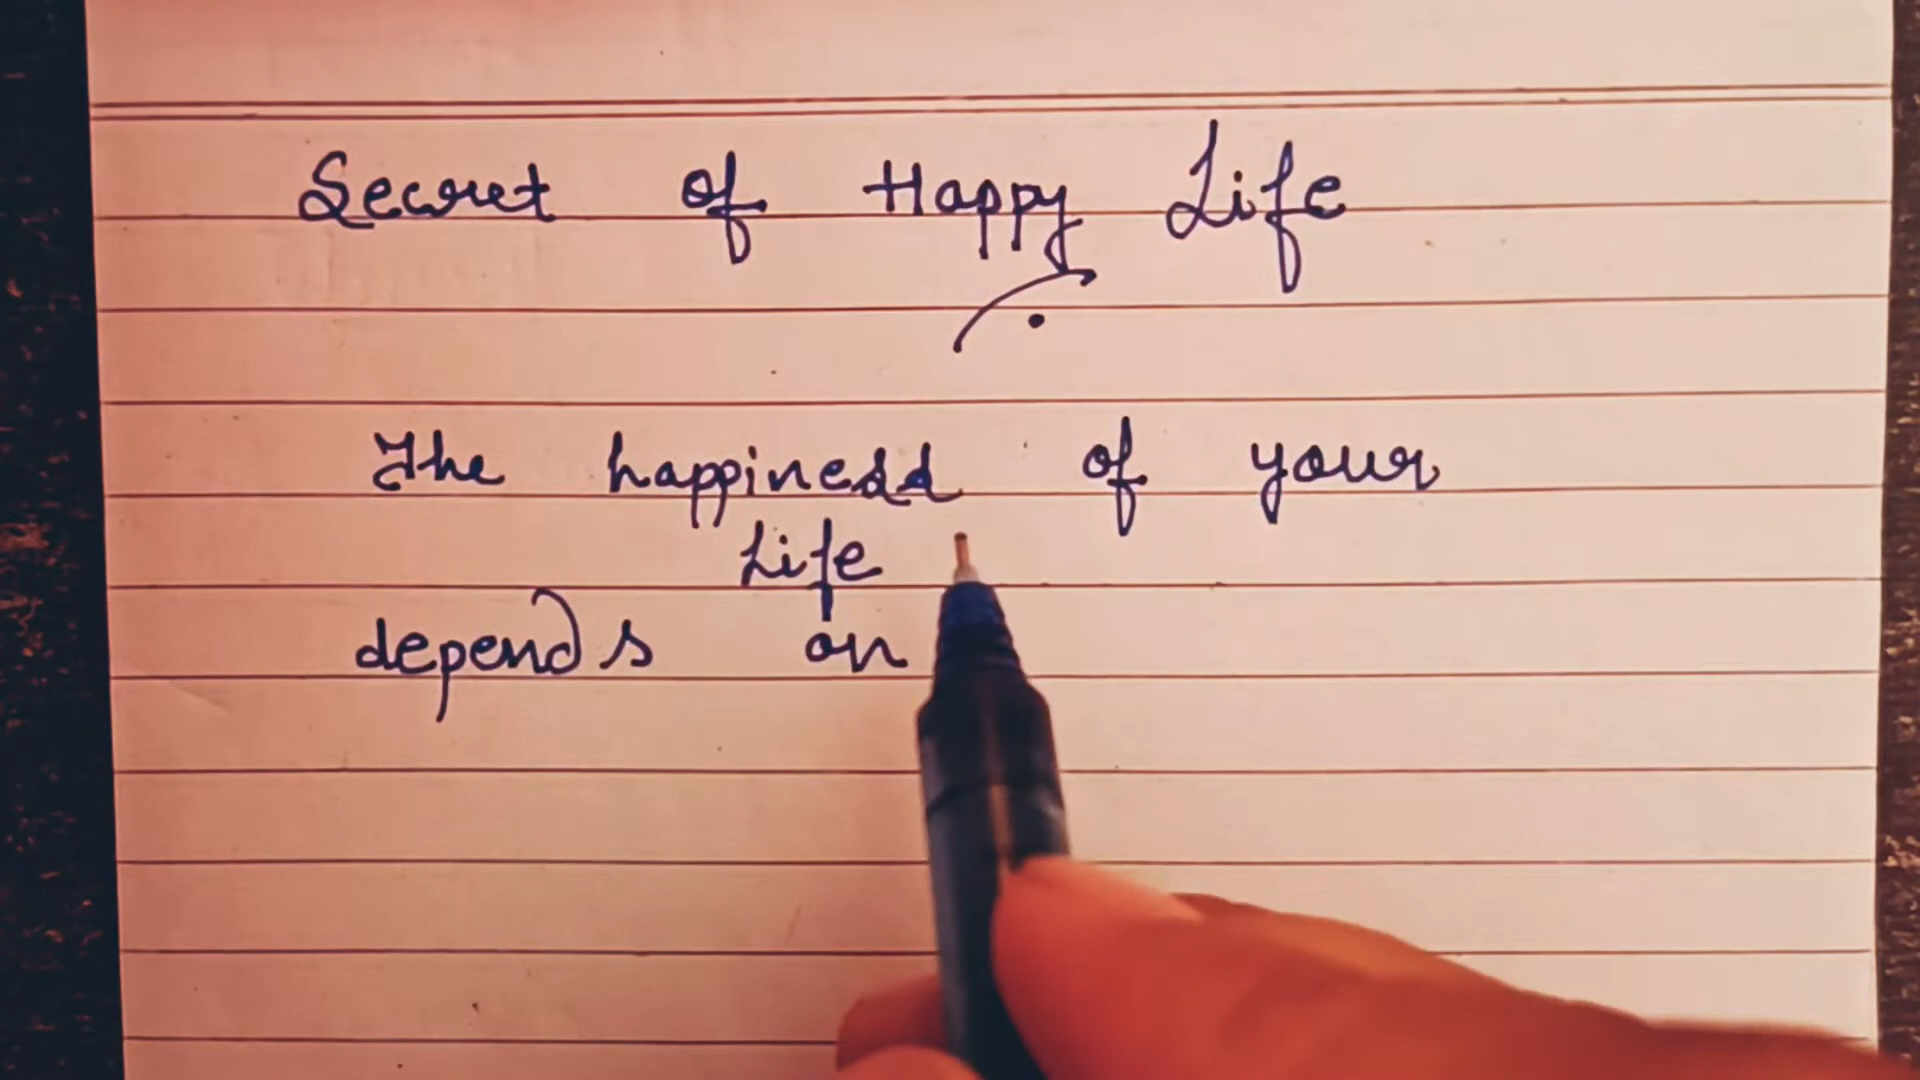 Secret of Happy Life
The happiness of your
Life
depends on